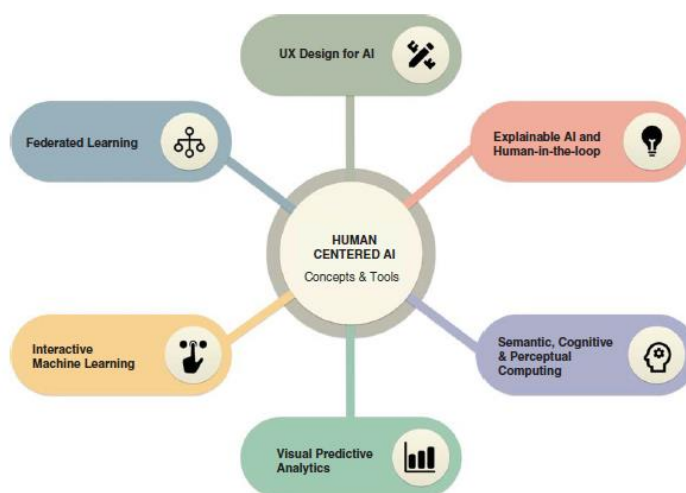 UX Design for AI
Federated Learning
Explainable AI and
Human-in-the-loop
HUMAN
CENTERED AI
Concepts & Tools
Interactive
Machine Learning
Semantic, Cognitive
& Perceptual
Computing
Visual Predictive
Analytics